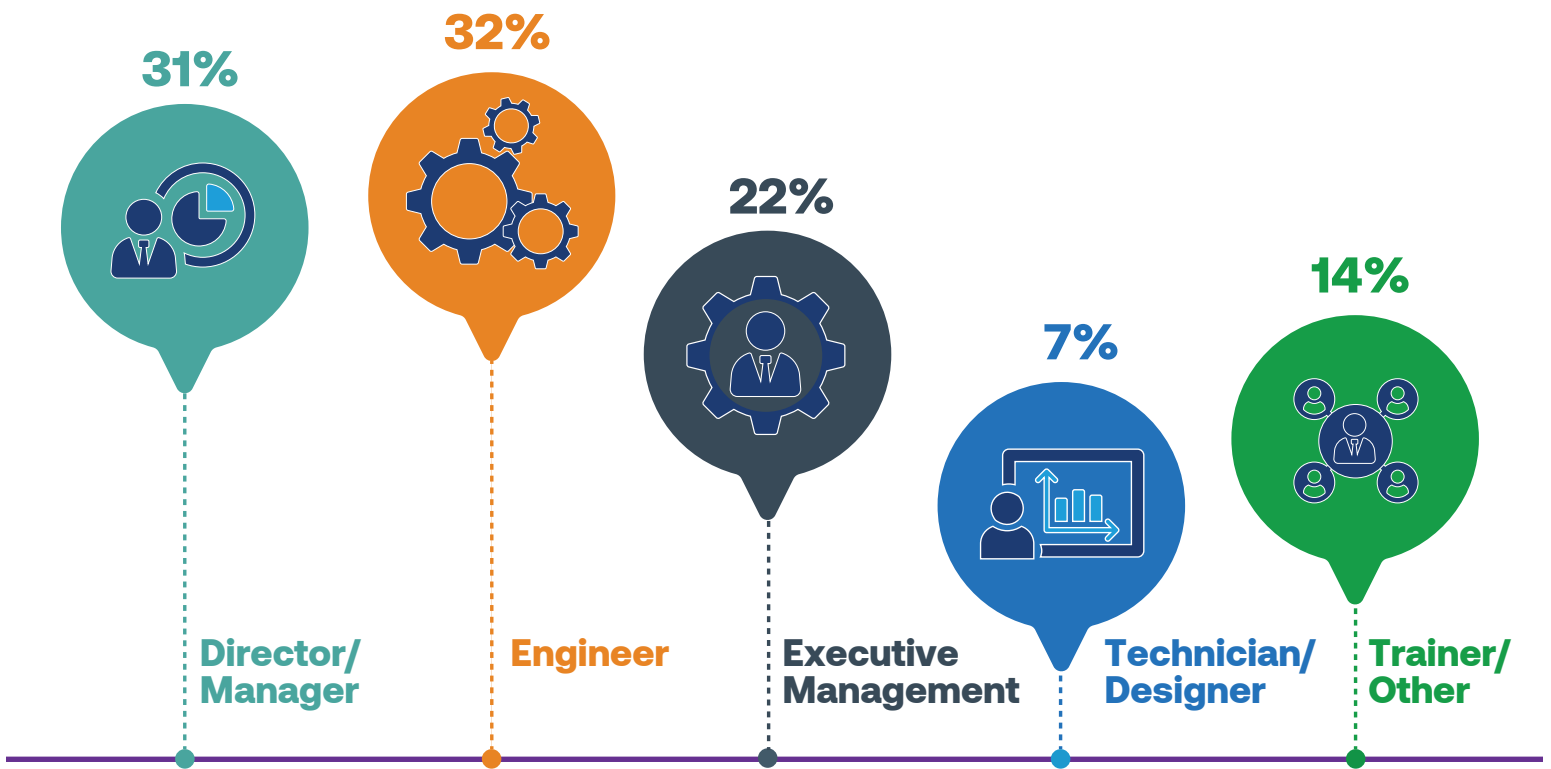 31%
Director/
Manager
32%
Engineer
22%
Executive
Management
7%
Technician/
Designer
14%
Trainer/
Other